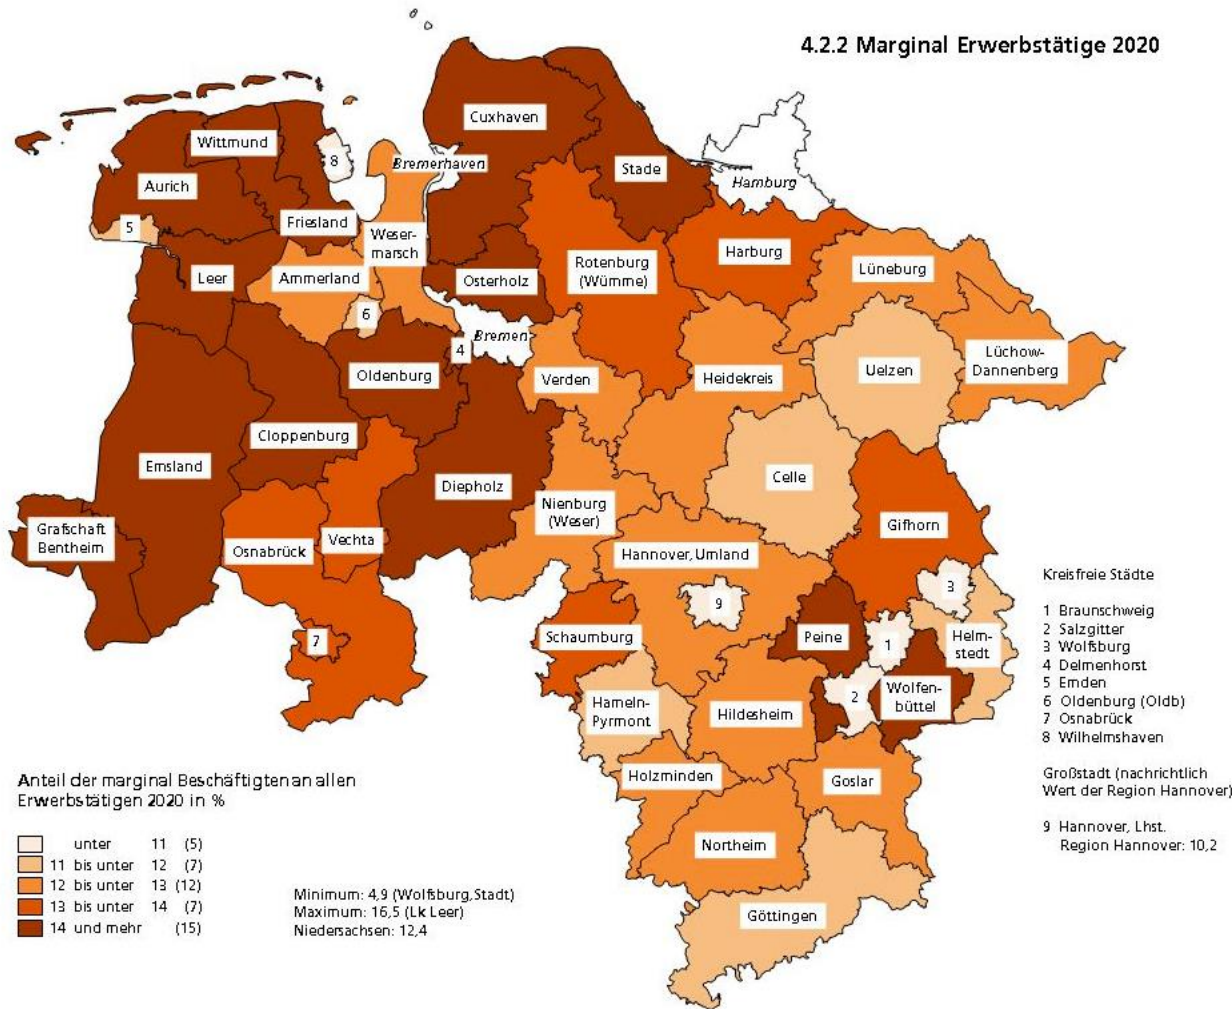 4.2.2 Marginal Erwerbstätige 2020
Cuxhaven
Wittmund
8
Bremerhaven
Stade
Hamburg
Aurich
Friesland
5
Weser-
marsch
Leer
Ammerland
Osterholz
Rotenburg
(Wümme)
Harburg
Lüneburg
6
Bremen
4
Oldenburg
Verden
Heidekreis
Uelzen
Lüchow-
Dannenberg
Cloppenburg
Emsland
Diepholz
Celle
Nienburg
(Weser)
Gifhorn
Grafschaft
Bentheim
Osnabrück
Vechta
Hannover, Umland
9
3
7
Schaumburg
Peine
1
Helm-
stedt
2
Wolfen-
büttel
Hameln-
Pyrmont
Hildesheim
Holzminden
Goslar
Northeim
Göttingen
Kreisfreie Städte
1 Braunschweig
2 Salzgitter
3 Wolfsburg
4 Delmenhorst
5 Emden
6 Oldenburg (Oldb)
7 Osnabrück
8 Wilhelmshaven
Großstadt (nachrichtlich
Wert der Region Hannover)
9 Hannover, Lhst.
Region Hannover: 10,2
Anteil der marginal Beschäftigten an allen
Erwerbstätigen 2020 in %
unter 11 (5)
11 bis unter 12 (7)
12 bis unter 13 (12)
13 bis unter 14 (7)
14 und mehr (15)
Minimum: 4,9 (Wolfsburg, Stadt)
Maximum: 16,5 (Lk Leer)
Niedersachsen: 12,4